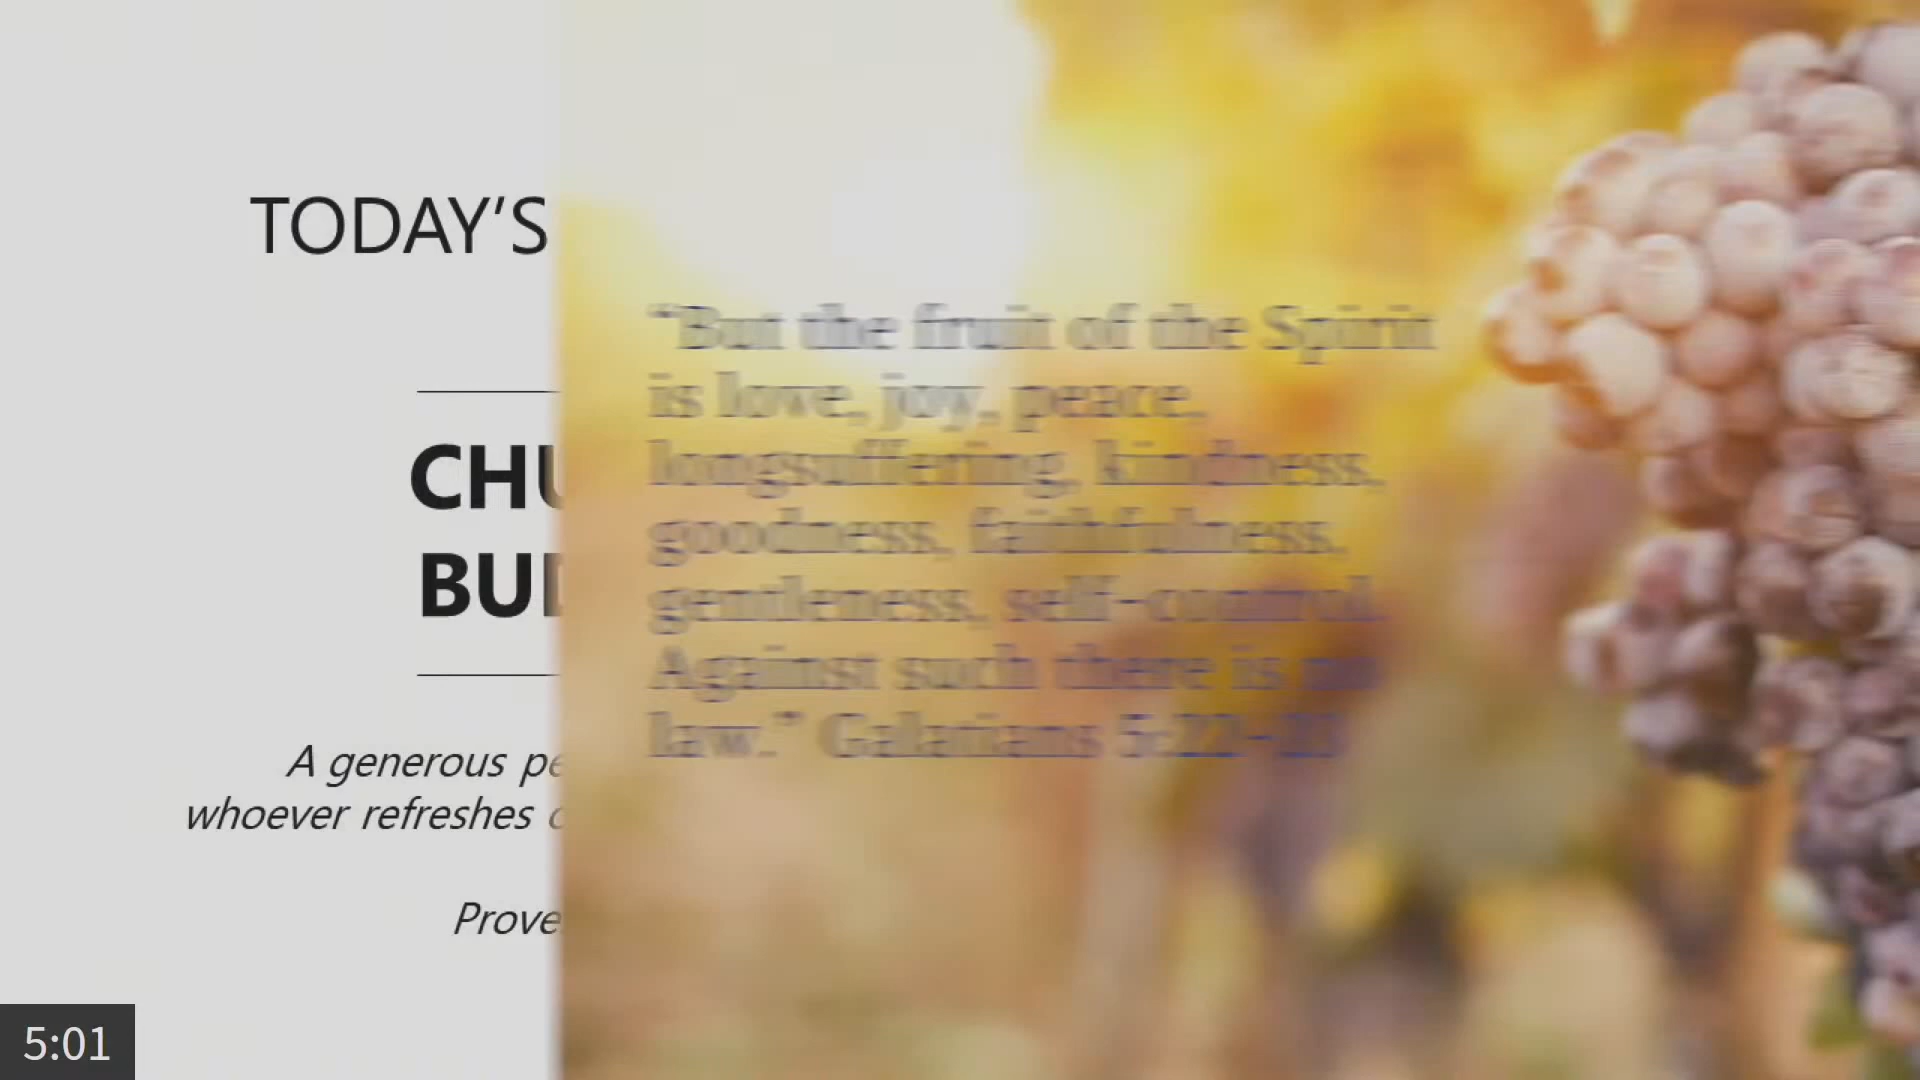 TODAY'S
CHU
BUD
A generous pe
whoever refreshes o
Prove
“But the fruit of the Spirit
is love, joy, peace,
longsuffering, kindness,
goodness, faithfulness,
gentleness, self-control.
Against such there is no
law.” Galatians 5:22-23
5:01